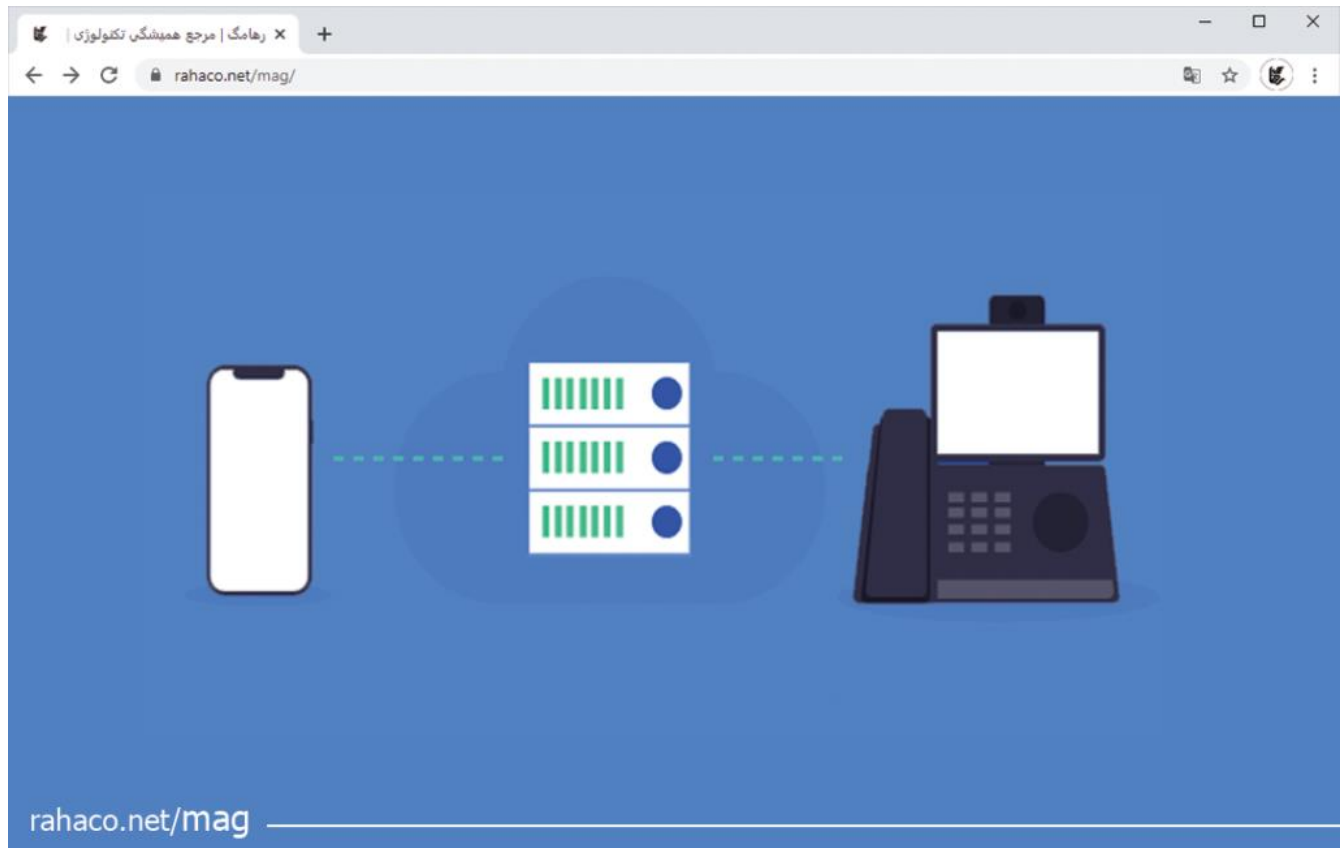 رهامگ | مرجع همیشگی تکنولوژی |
rahaco.net/mag/
rahaco.net/mag